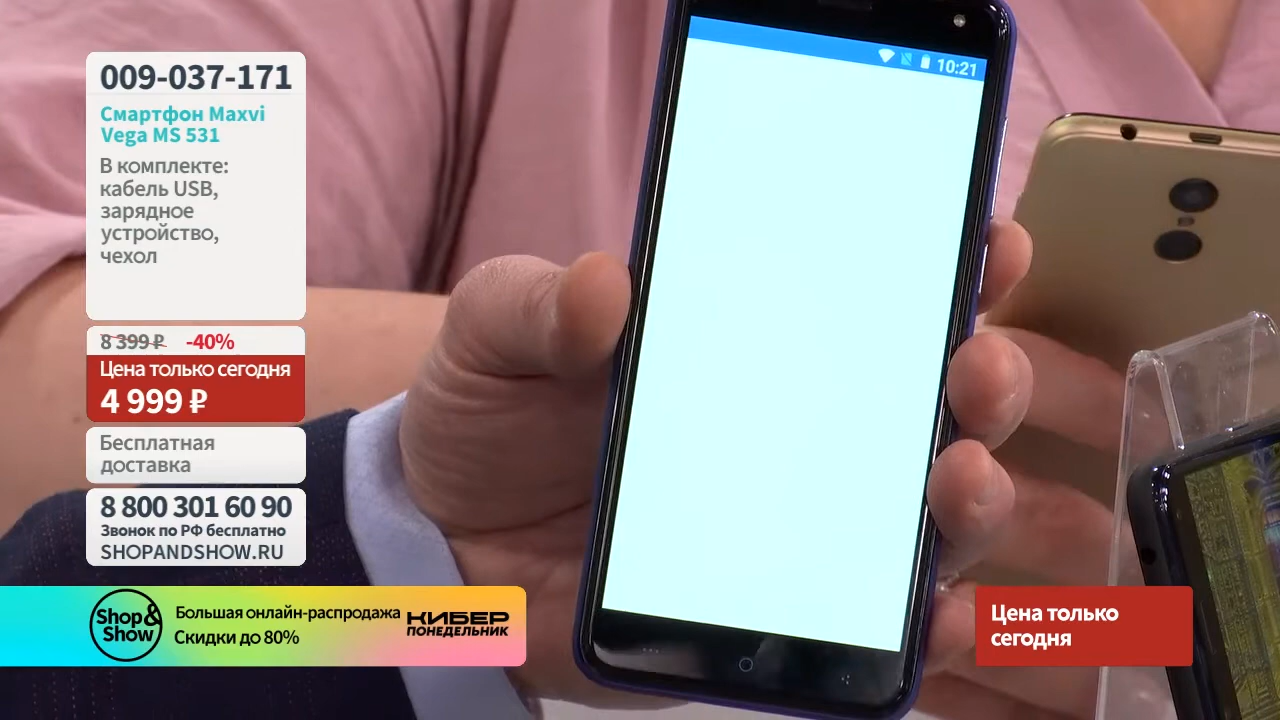 009-037-171
Смартфон Maxvi
Vega MS 531
В комплекте:
кабель USB,
зарядное
устройство,
чехол
8 399 ₽ -40%
Цена только сегодня
4 999 ₽
Бесплатная
доставка
8 800 301 60 90
Звонок по РФ бесплатно
SHOPANDSHOW.RU
Shop&
Show
Большая онлайн-распродажа
Скидки до 80%
КИБЕР
ПОНЕДЕЛЬНИК
10:21
Цена только
сегодня